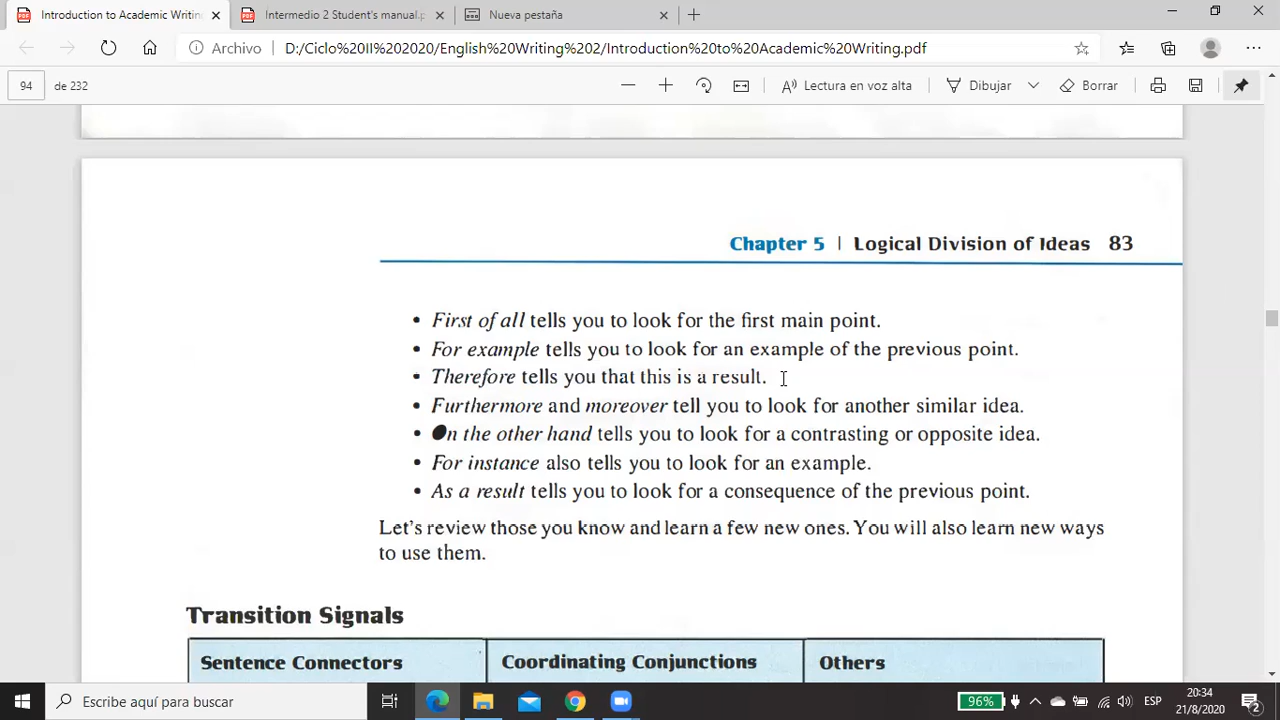 Introduction to Academic Writing
Intermedio 2 Student's manual.p
Nueva pestaña
Archivo
D:/Ciclo%20II%202020/English%20Writing%202/Introduction%20to%20Academic%20Writing.pdf
94 de 232
Lectura en voz alta
Dibujar
Borrar
Chapter 5 | Logical Division of Ideas 83
• First of all tells you to look for the first main point.
• For example tells you to look for an example of the previous point.
• Therefore tells you that this is a result.
• Furthermore and moreover tell you to look for another similar idea.
• On the other hand tells you to look for a contrasting or opposite idea.
• For instance also tells you to look for an example.
• As a result tells you to look for a consequence of the previous point.
Let's review those you know and learn a few new ones. You will also learn new ways
to use them.
Transition Signals
Sentence Connectors Coordinating Conjunctions Others
Escribe aquí para buscar
96%
ESP
20:34
21/8/2020
2